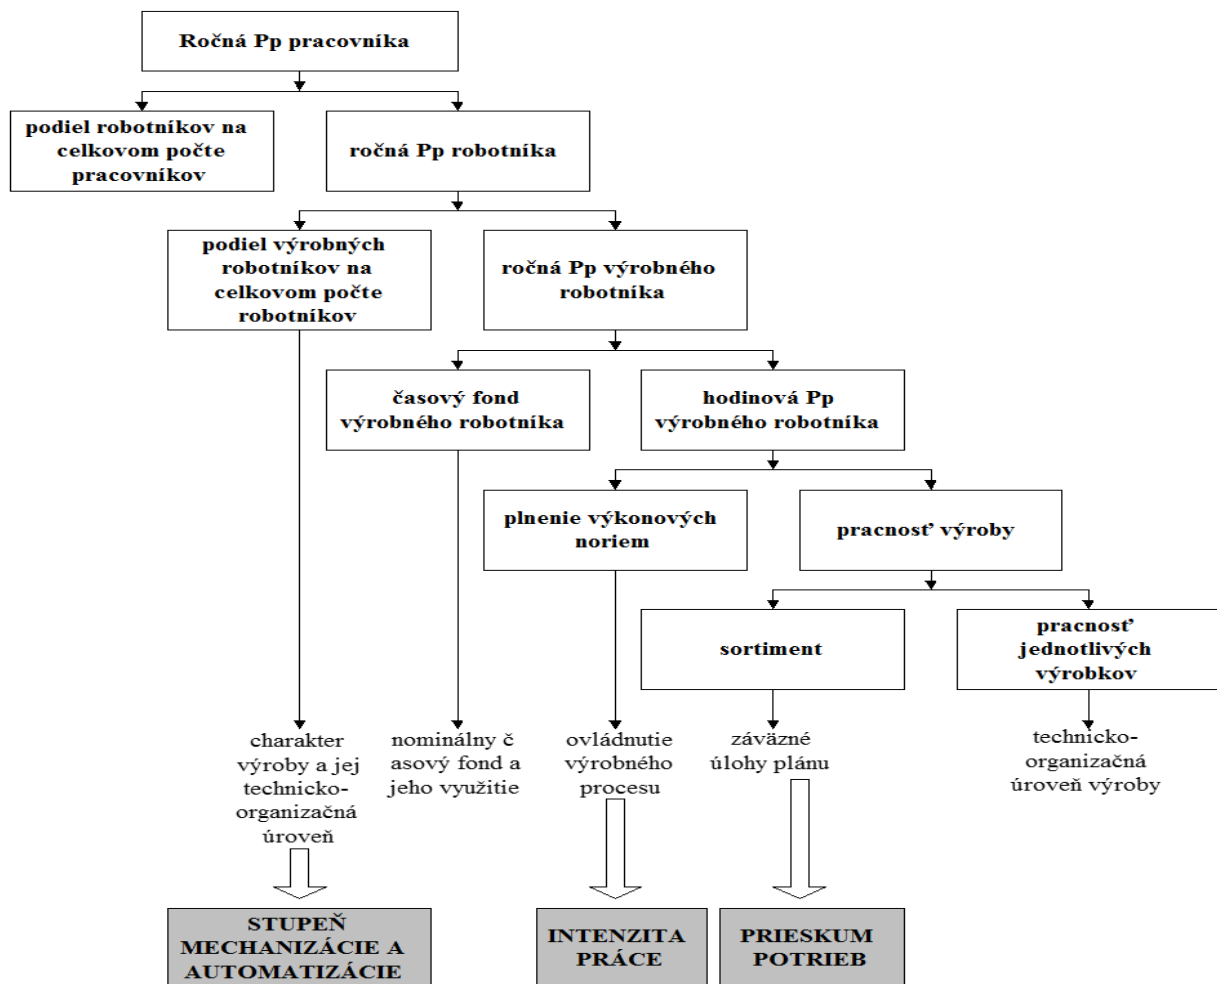 Ročná Pp pracovníka
podiel robotníkov na
celkovom počte
pracovníkov
ročná Pp robotníka
podiel výrobných
robotníkov na
celkovom počte
robotníkov
ročná Pp výrobného
robotníka
časový fond
výrobného robotníka
hodinová Pp
výrobného robotníka
plnenie výkonových
noriem
pracnosť výroby
sortiment
pracnosť
jednotlivých
výrobkov
charakter
výroby a jej
technicko-
organizačná
úroveň
nominálny č
asový fond a
jeho využitie
ovládnutie
výrobného
procesu
záväzné
úlohy plánu
technicko-
organizačná
úroveň výroby
STUPEŇ
MECHANIZÁCIE A
AUTOMATIZÁCIE
INTENZITA
PRÁCE
PRIESKUM
POTRIEB